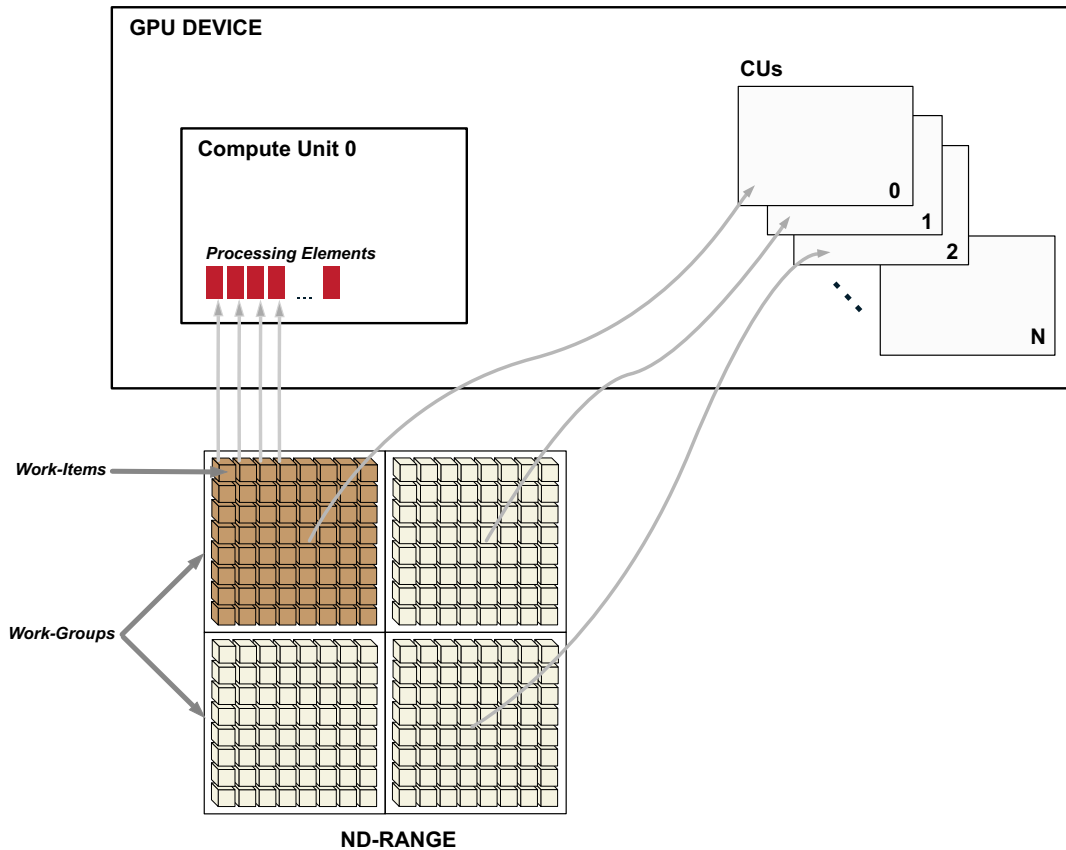 GPU DEVICE
CUs
Compute Unit 0
Processing Elements
...
0
1
2
N
Work-Items
Work-Groups
ND-RANGE